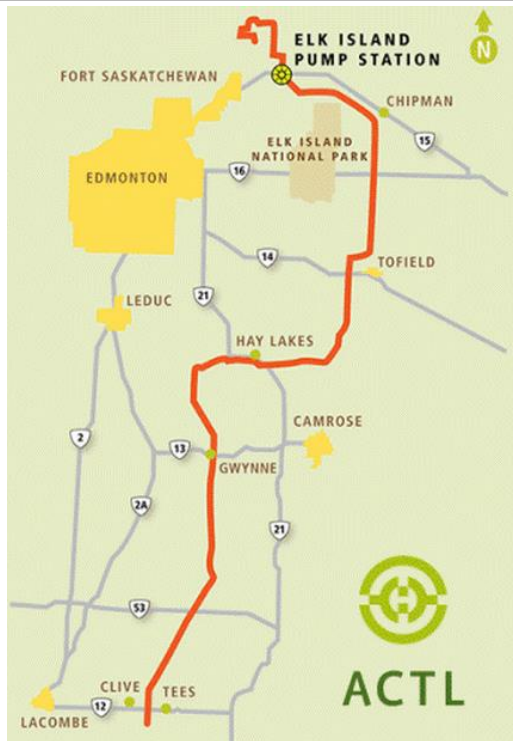 ELK ISLAND
PUMP STATION
N
FORT SASKATCHEWAN
CHIPMAN
ELK ISLAND
NATIONAL PARK
15
EDMONTON
16
14
TOFIELD
21
LEDUC
HAY LAKES
CAMROSE
2
13
GWYNNE
2A
21
53
ACTL
CLIVE
TEES
12
LACOMBE